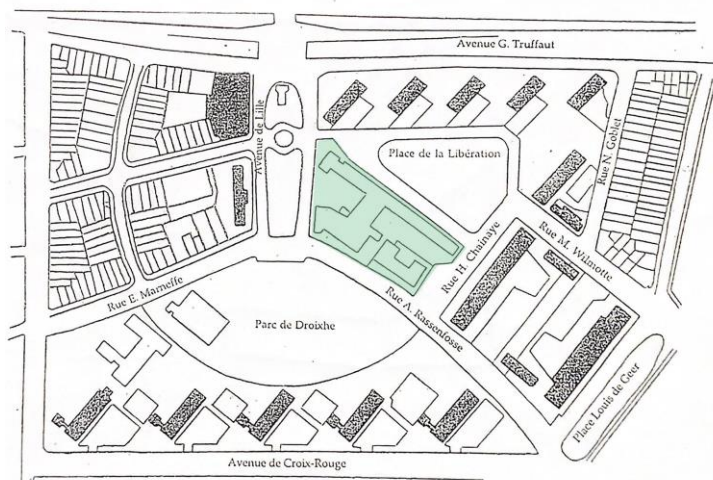 Avenue G. Truffaut
Avenue de Lille
Place de la Libération
Rue N. Goblet
Rue H. Chainaye
Rue M. Wilmotte
Rue E. Marneffe
Rue A. Rassenfosse
Parc de Droixhe
Place Louis de Geer
Avenue de Croix-Rouge